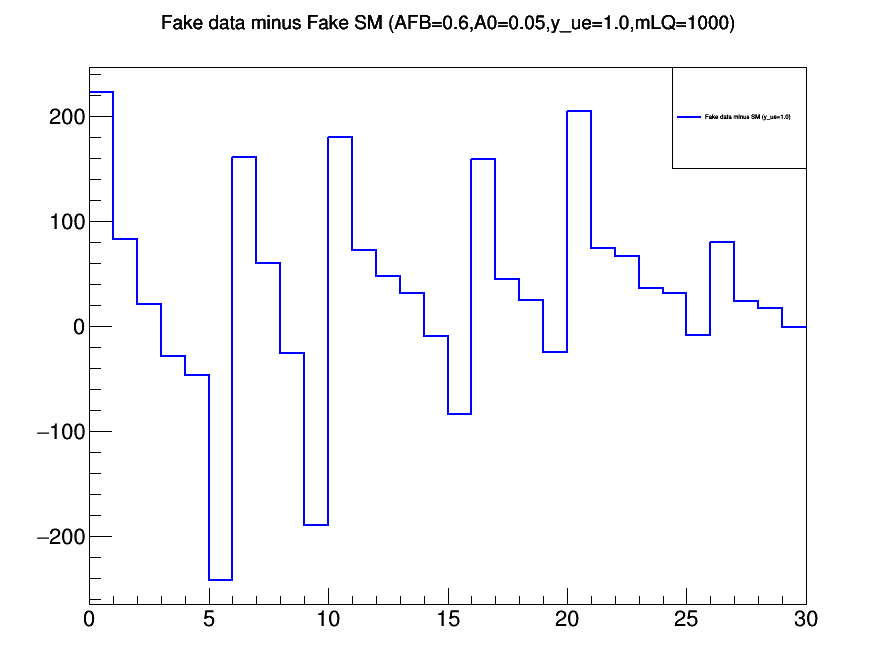 Fake data minus Fake SM (AFB=0.6,A0=0.05,y_ue=1.0,mLQ=1000)
Fake data minus SM (y_ue=1.0)
200
100
0
−100
−200
0 5 10 15 20 25 30